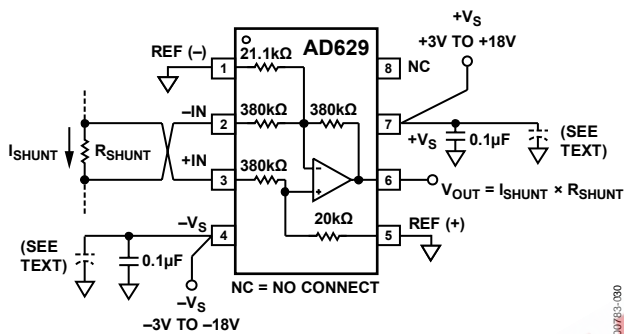 +VS
+3V TO +18V
REF (–)
21.1kΩ
AD629
1
8
NC
–IN
380kΩ
380kΩ
2
7
+VS
0.1µF
(SEE
TEXT)
ISHUNT
RSHUNT
+IN
380kΩ
3
6
VOUT = ISHUNT × RSHUNT
–
+
–VS
20kΩ
REF (+)
4
5
(SEE
TEXT)
0.1µF
–VS
–3V TO –18V
NC = NO CONNECT
00783-030